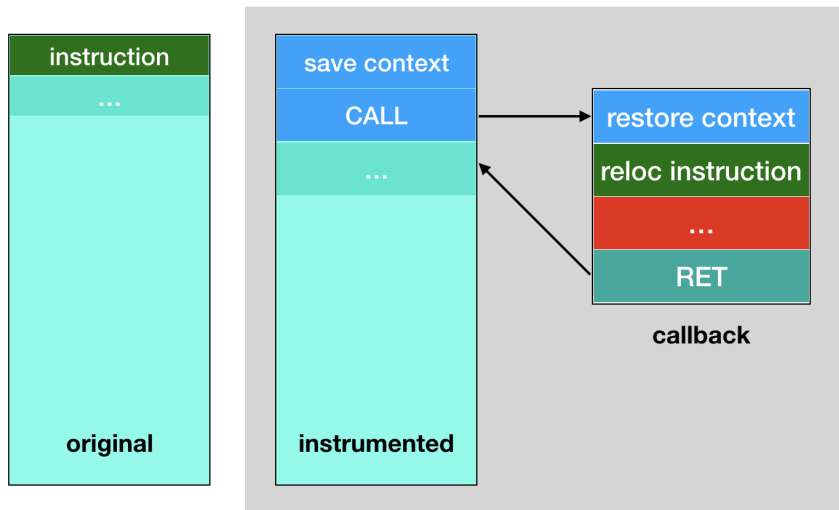 instruction
...
original
save context
CALL
...
instrumented
restore context
reloc instruction
...
RET
callback